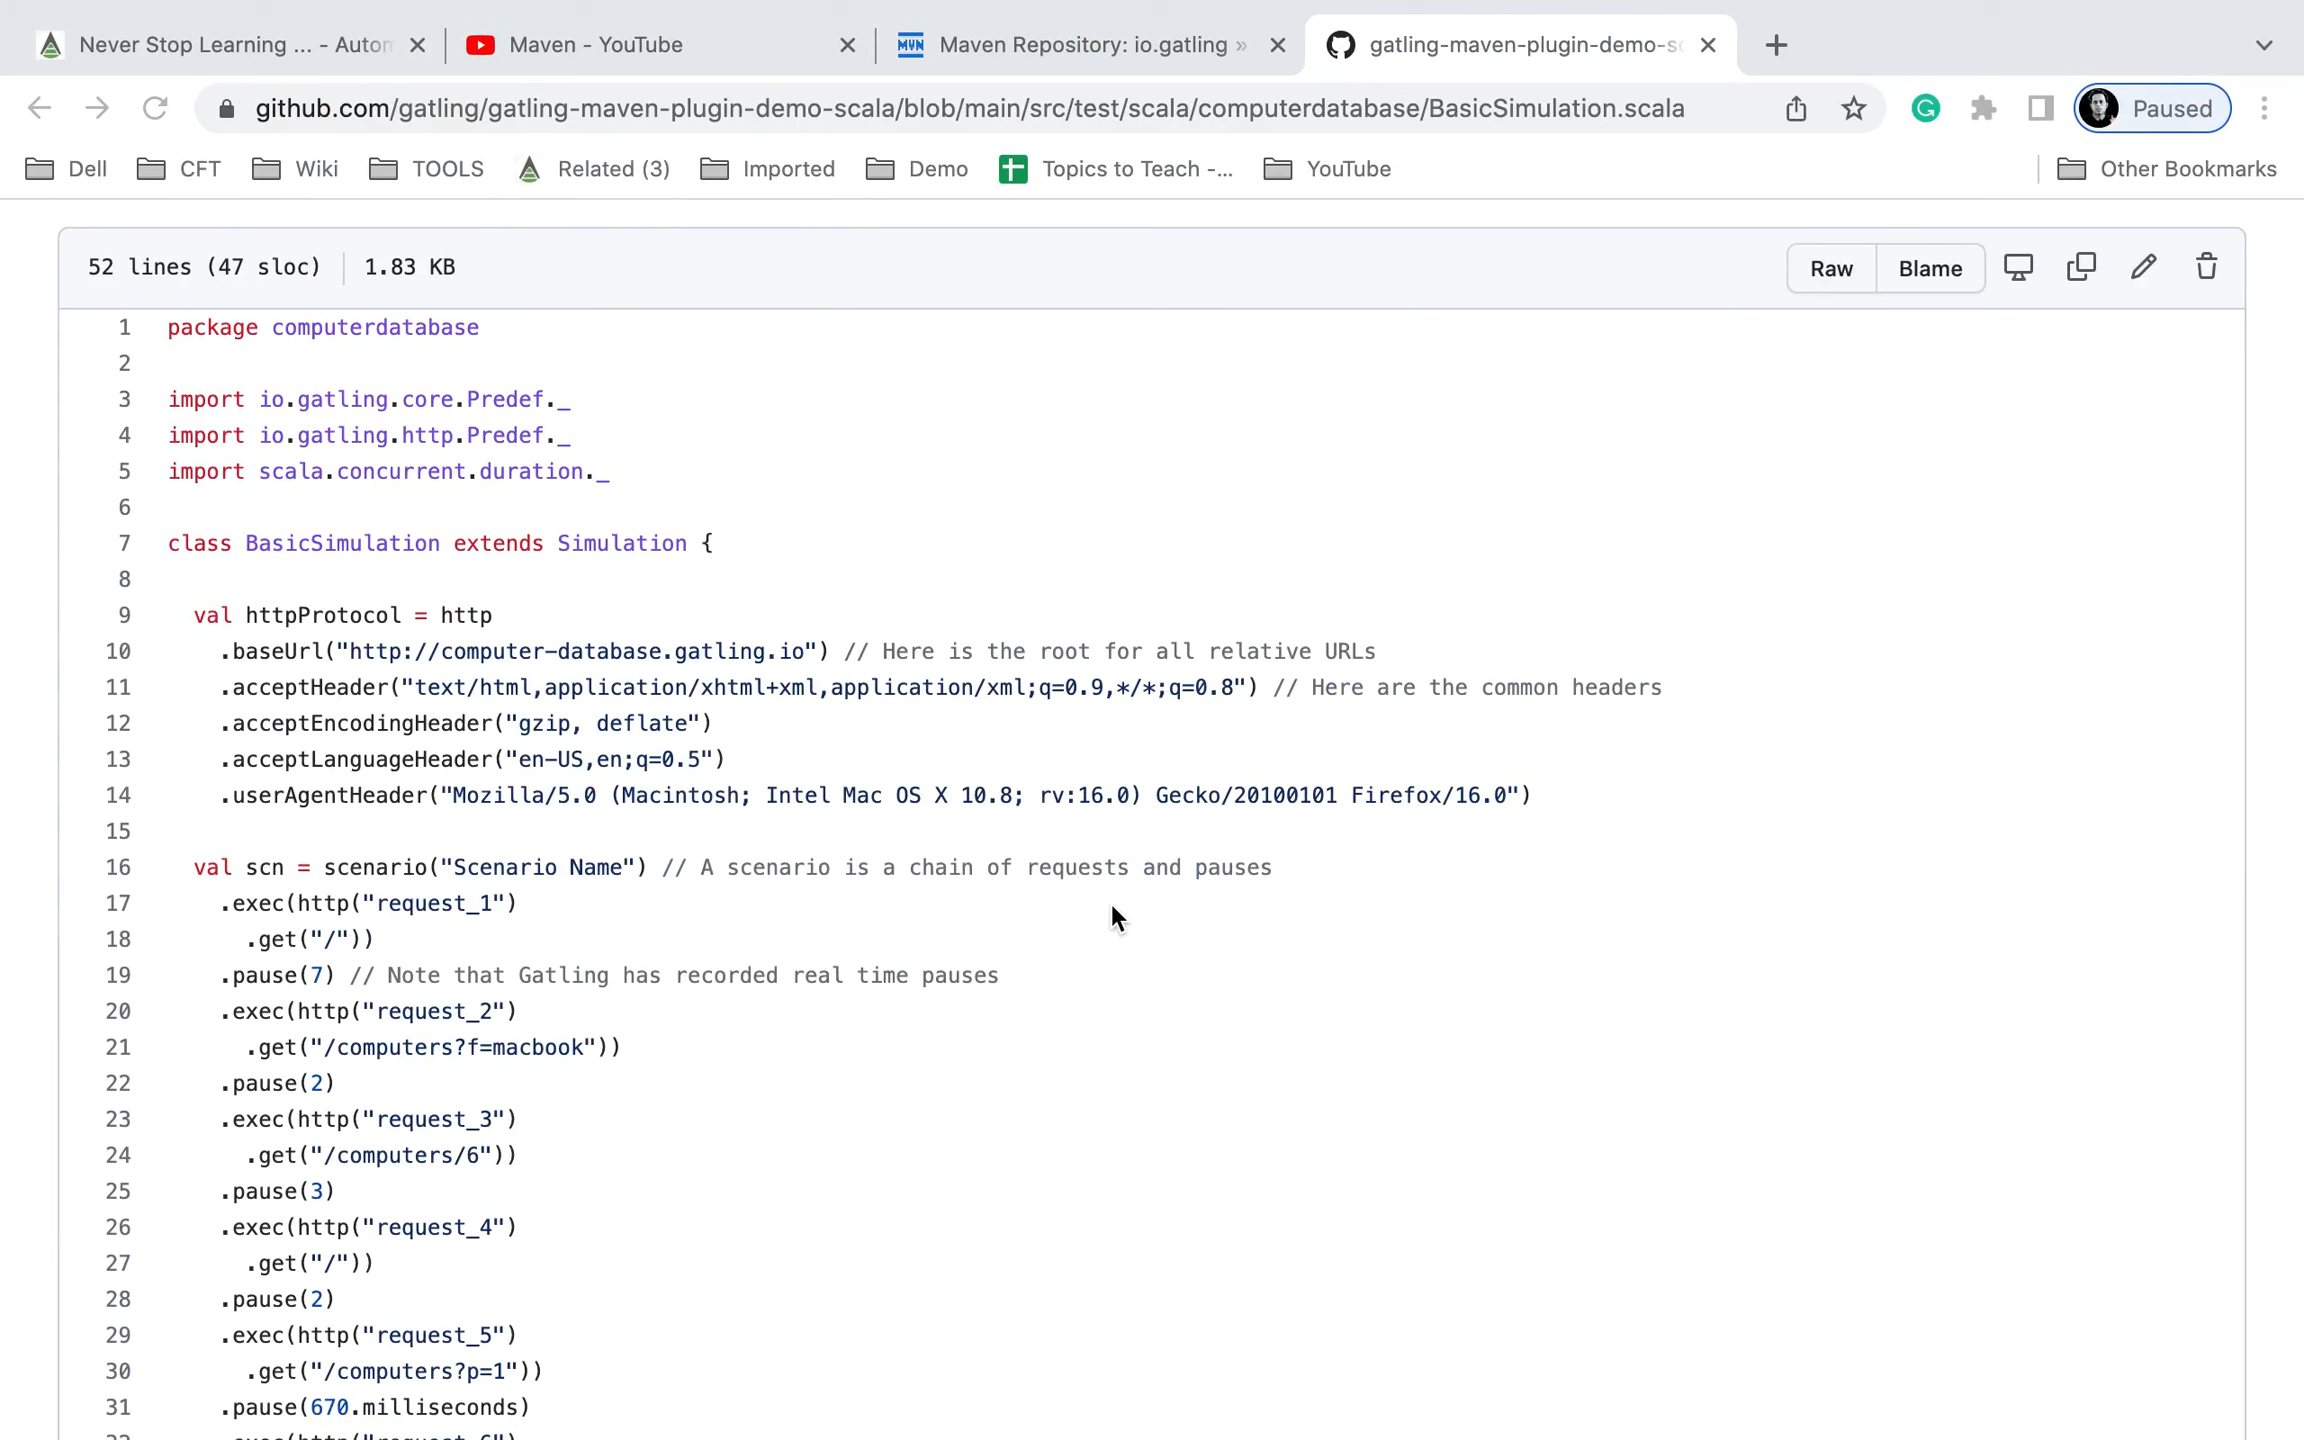 Never Stop Learning ... - Autom
Maven - YouTube
MVN Maven Repository: io.gatling »
gatling-maven-plugin-demo-sc
github.com/gatling/gatling-maven-plugin-demo-scala/blob/main/src/test/scala/computerdatabase/BasicSimulation.scala
G
Paused
Dell
CFT
Wiki
TOOLS
Related (3)
Imported
Demo
Topics to Teach -...
YouTube
Other Bookmarks
52 lines (47 sloc) 1.83 KB
Raw Blame
1 package computerdatabase
2
3 import io.gatling.core.Predef._
4 import io.gatling.http.Predef._
5 import scala.concurrent.duration._
6
7 class BasicSimulation extends Simulation {
8
9 val httpProtocol = http
10 .baseUrl("http://computer-database.gatling.io") // Here is the root for all relative URLs
11 .acceptHeader("text/html,application/xhtml+xml,application/xml;q=0.9,*/*;q=0.8") // Here are the common headers
12 .acceptEncodingHeader("gzip, deflate")
13 .acceptLanguageHeader("en-US,en;q=0.5")
14 .userAgentHeader("Mozilla/5.0 (Macintosh; Intel Mac OS X 10.8; rv:16.0) Gecko/20100101 Firefox/16.0")
15
16 val scn = scenario("Scenario Name") // A scenario is a chain of requests and pauses
17 .exec(http("request_1")
18 .get("/"))
19 .pause(7) // Note that Gatling has recorded real time pauses
20 .exec(http("request_2")
21 .get("/computers?f=macbook"))
22 .pause(2)
23 .exec(http("request_3")
24 .get("/computers/6"))
25 .pause(3)
26 .exec(http("request_4")
27 .get("/"))
28 .pause(2)
29 .exec(http("request_5")
30 .get("/computers?p=1"))
31 .pause(670.milliseconds)